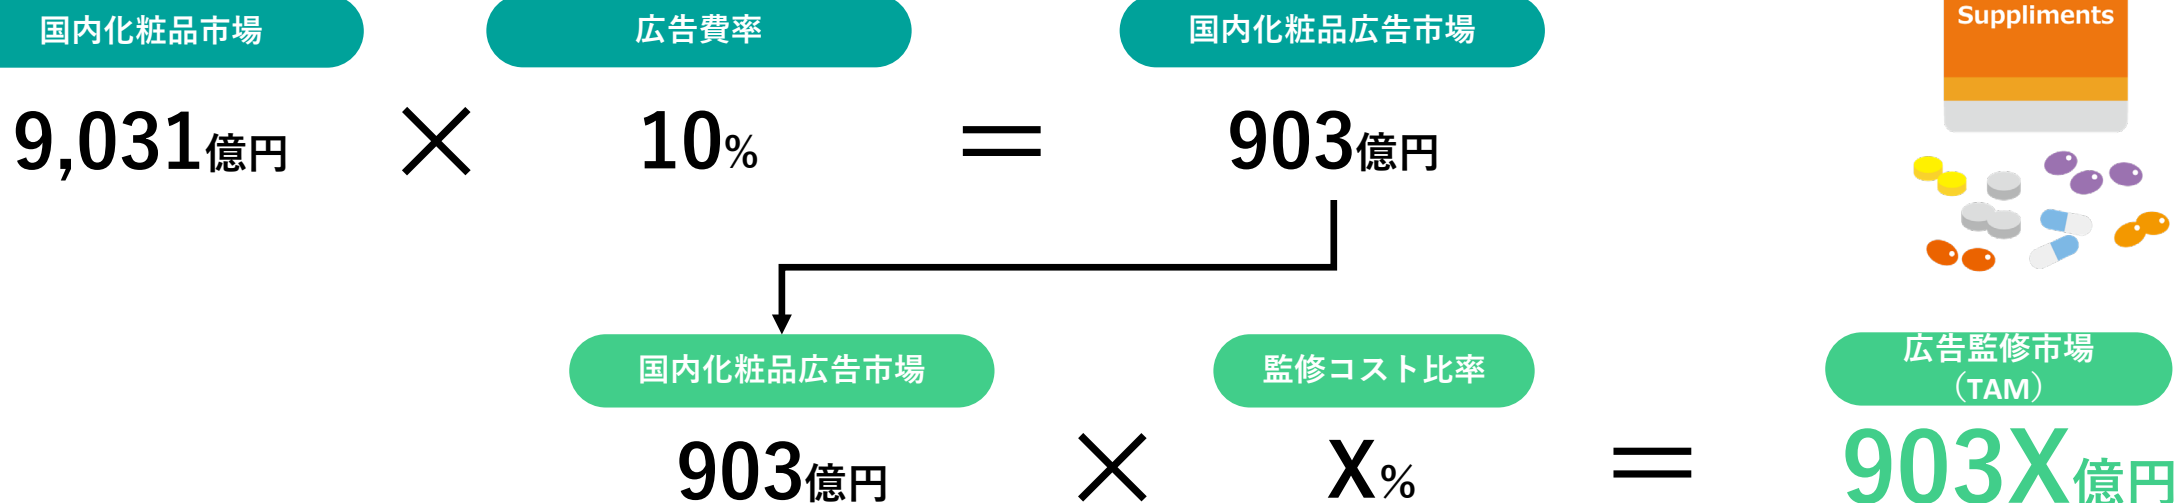 国内化粧品市場
広告費率
国内化粧品広告市場
Suppliments
9,031億円
×
10%
=
903億円
国内化粧品広告市場
監修コスト比率
広告監修市場
（TAM）
903億円
×
X%
=
903X億円